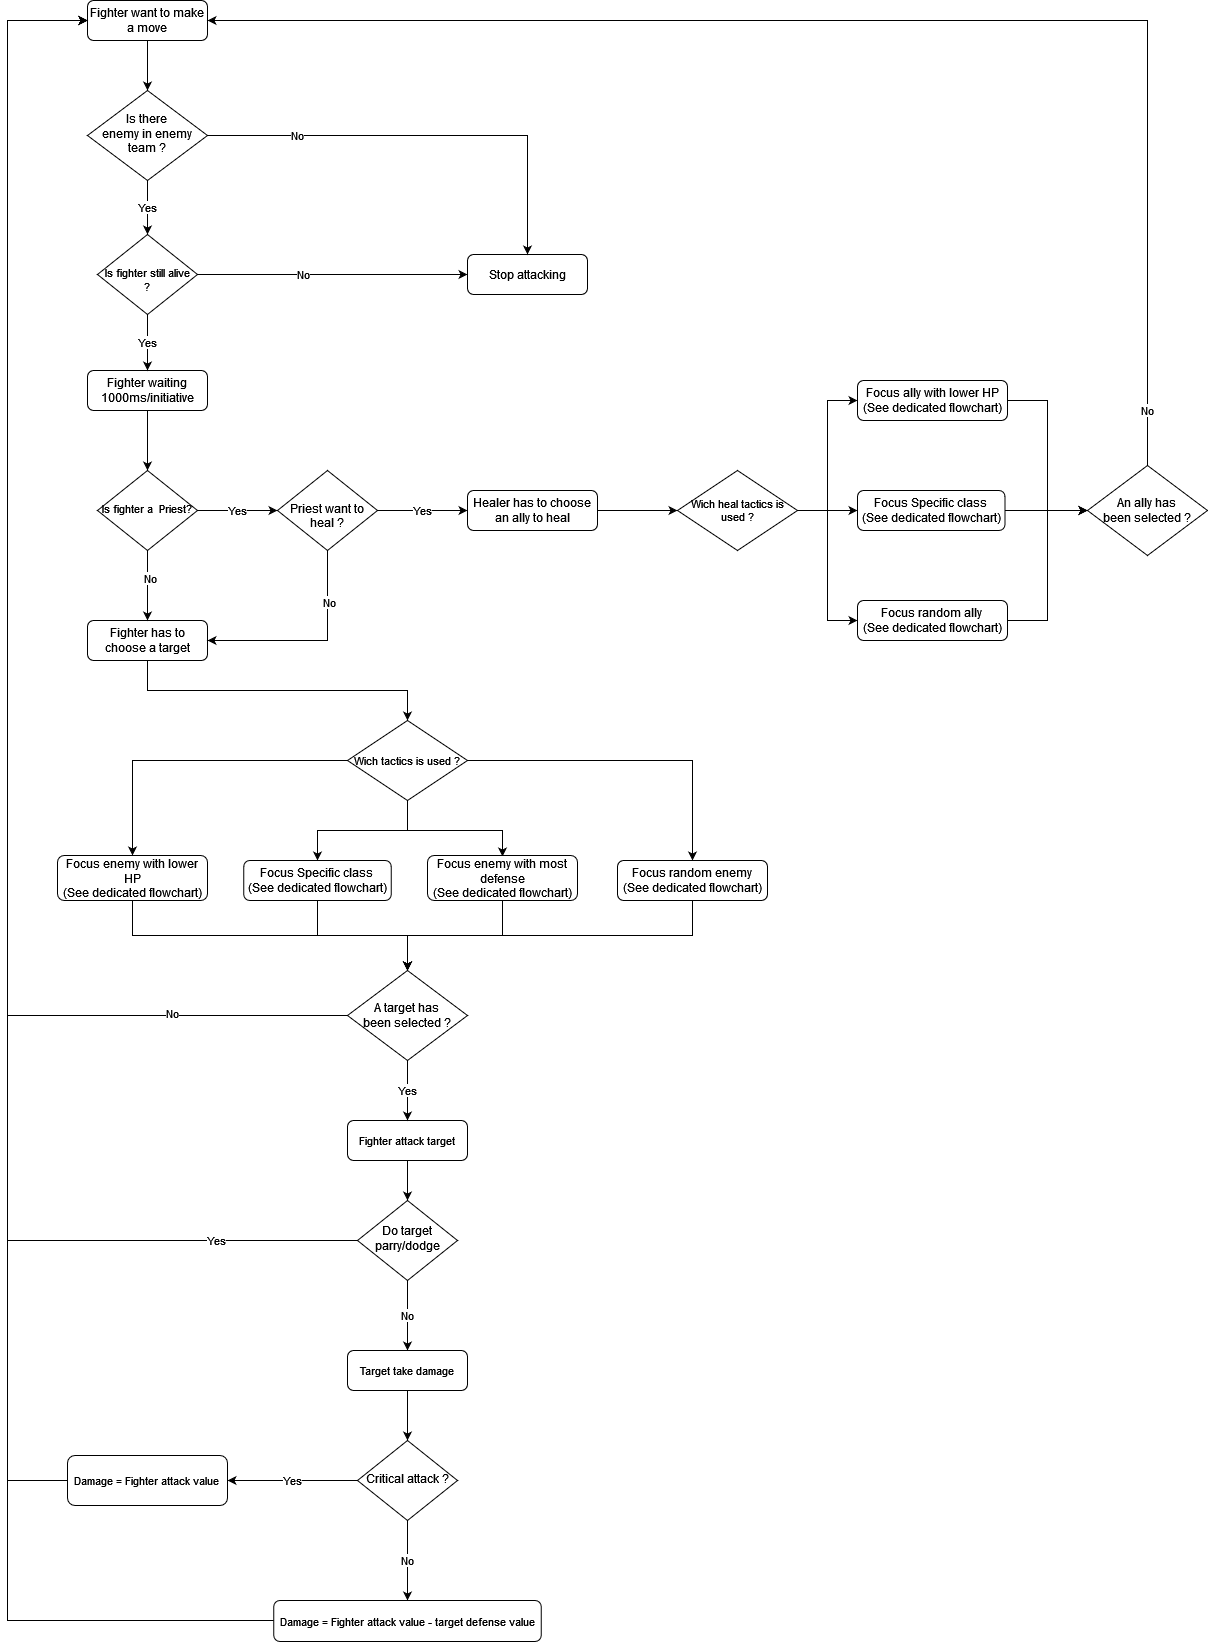 Fighter want to make
a move
Is there
enemy in enemy
team ?
No
Yes
Is fighter still alive
?
No
Stop attacking
Yes
Fighter waiting
1000ms/initiative
Is fighter a  Priest?
Yes
Priest want to
heal ?
Yes
Healer has to choose
an ally to heal
Wich heal tactics is
used ?
Focus ally with lower HP
(See dedicated flowchart)
Focus Specific class
(See dedicated flowchart)
Focus random ally
(See dedicated flowchart)
An ally has
been selected ?
No
No
No
Fighter has to
choose a target
Wich tactics is used ?
Focus enemy with lower
HP
(See dedicated flowchart)
Focus Specific class
(See dedicated flowchart)
Focus enemy with most
defense
(See dedicated flowchart)
Focus random enemy
(See dedicated flowchart)
A target has
been selected ?
No
Yes
Fighter attack target
Do target
parry/dodge
Yes
No
Target take damage
Critical attack ?
Yes
Damage = Fighter attack value
No
Damage = Fighter attack value - target defense value